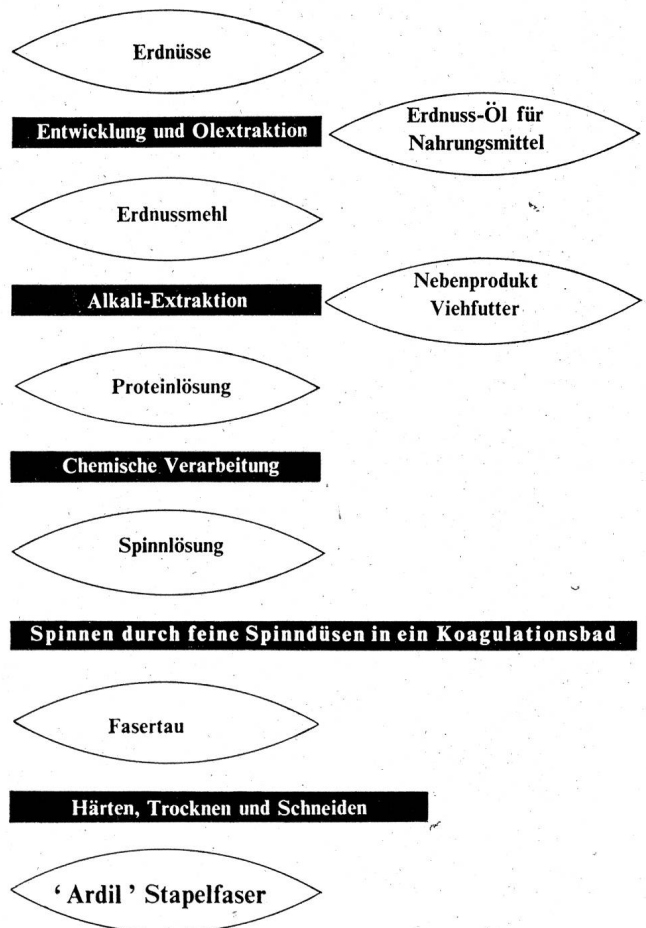 Erdnüsse
Entwicklung und Olextraktion
Erdnuss-Öl für
Nahrungsmittel
Erdnussmehl
Alkali-Extraktion
Nebenprodukt
Viehfutter
Proteinlösung
Chemische Verarbeitung
Spinnlösung
Spinnen durch feine Spinndüsen in ein Koagulationsbad
Fasertau
Härten, Trocknen und Schneiden
‘ Ardil ’ Stapelfaser